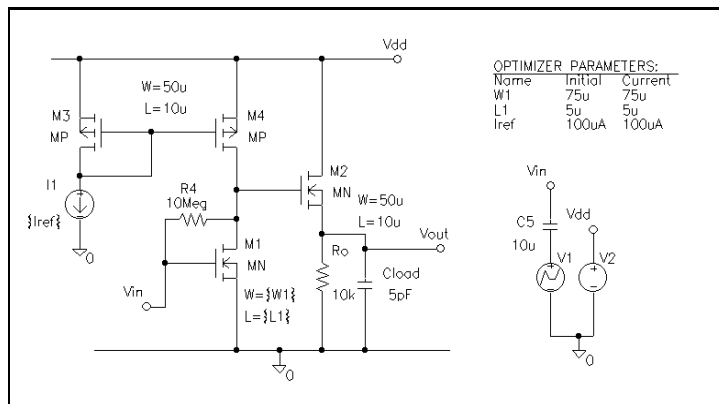 Vdd
M3
MP
W=50u
L=10u
M4
MP
I1
{Iref}
0
R4
10Meg
M1
MN
W={W1}
L={L1}
Vin
M2
MN
W=50u
L=10u
Vout
Ro
10k
Cload
5pF
0
OPTIMIZER PARAMETERS:
Name Initial Current
W1 75u 75u
L1 5u 5u
Iref 100uA 100uA
Vin
C5
10u
Vdd
V1
V2
0